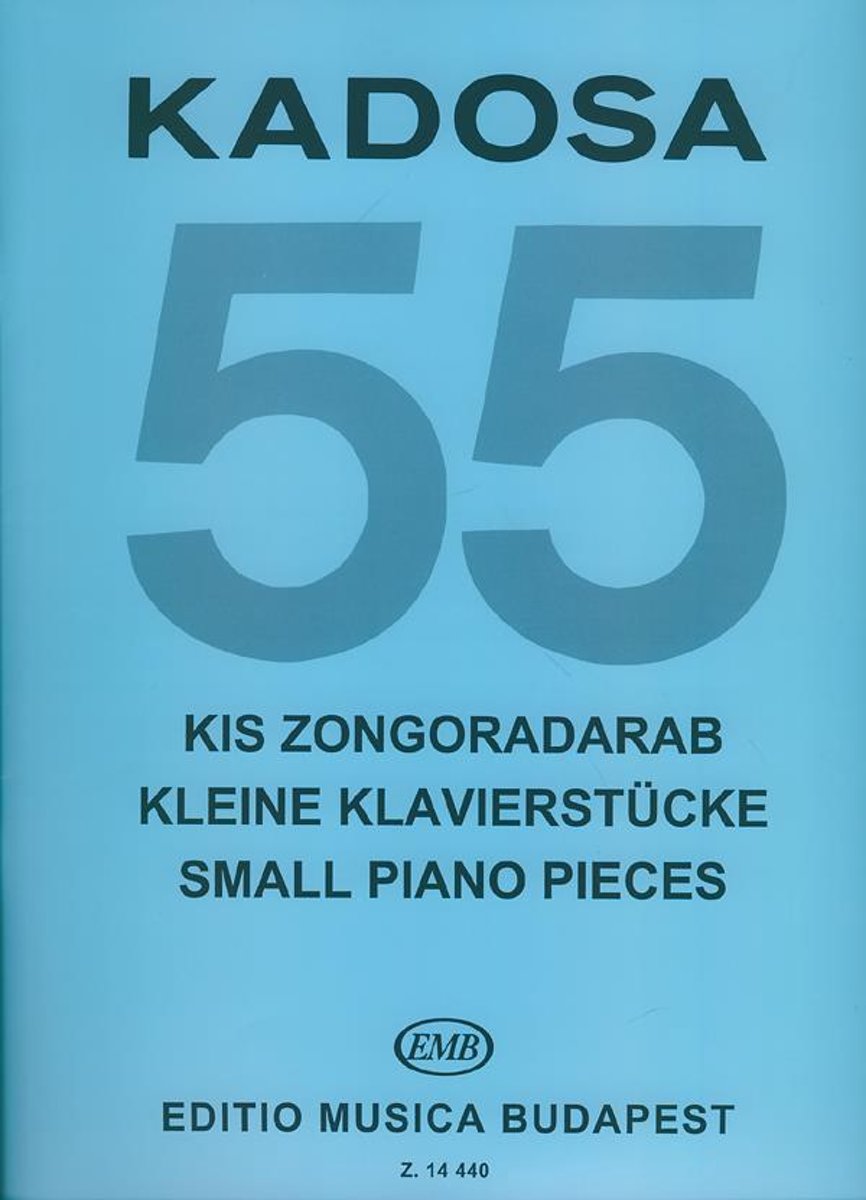 KADOSA
55
KIS ZONGORADARAB
KLEINE KLAVIERSTÜCKE
SMALL PIANO PIECES
EMB
EDITIO MUSICA BUDAPEST
Z. 14 440